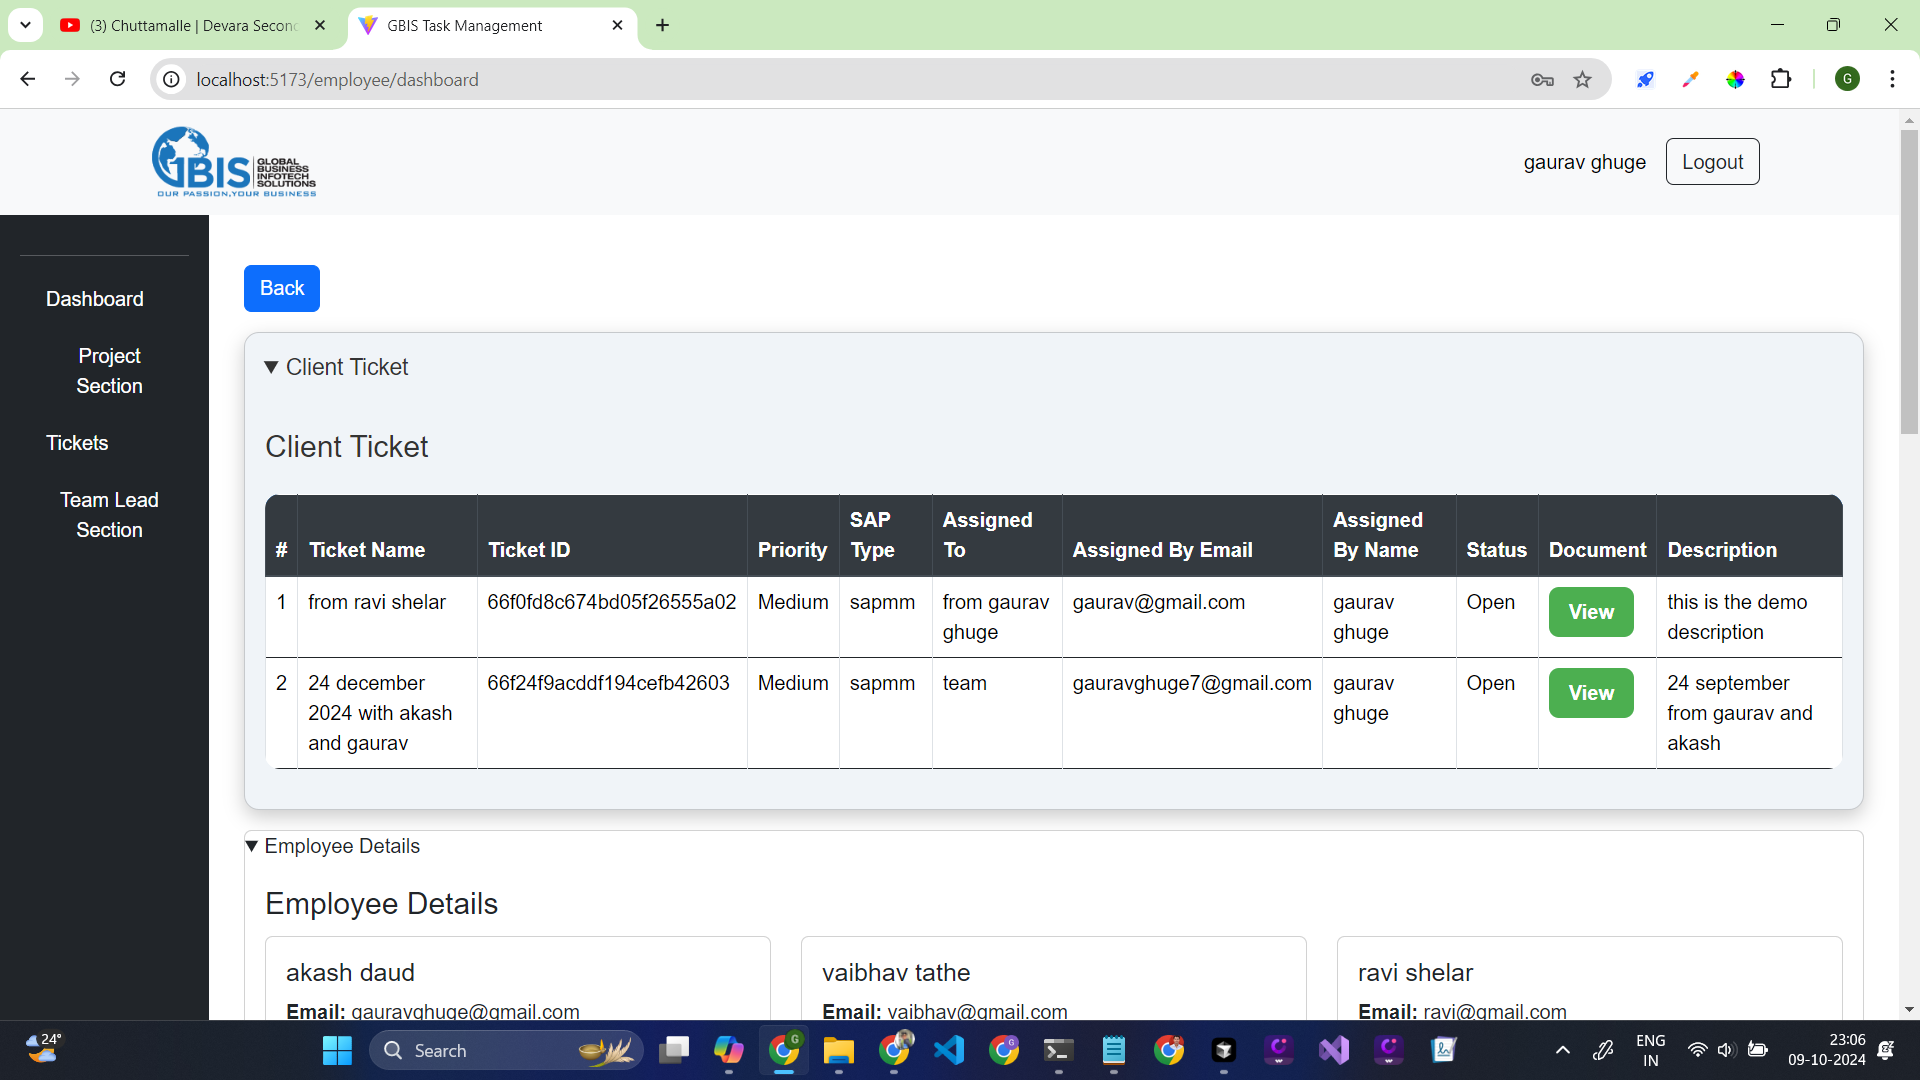 (3) Chuttamalle | Devara Second
GBIS Task Management
localhost:5173/employee/dashboard
G
GBIS
GLOBAL
BUSINESS
INFOTECH
SOLUTIONS
OUR PASSION,YOUR BUSINESS
gaurav ghuge
Logout
Dashboard
Project
Section
Tickets
Team Lead
Section
Back
Client Ticket
Client Ticket
# Ticket Name Ticket ID Priority SAP Type Assigned To Assigned By Email Assigned By Name Status Document Description
1 from ravi shelar 66f0fd8c674bd05f26555a02 Medium sapmm from gaurav ghuge gaurav@gmail.com gaurav ghuge Open View this is the demo description
2 24 december 2024 with akash and gaurav 66f24f9acddf194cefb42603 Medium sapmm team gauravghuge7@gmail.com gaurav ghuge Open View 24 september from gaurav and akash
Employee Details
Employee Details
akash daud
Email: gauravghuge@gmail.com
vaibhav tathe
Email: vaibhav@gmail.com
ravi shelar
Email: ravi@gmail.com
24°
Search
ENG
IN
23:06
09-10-2024